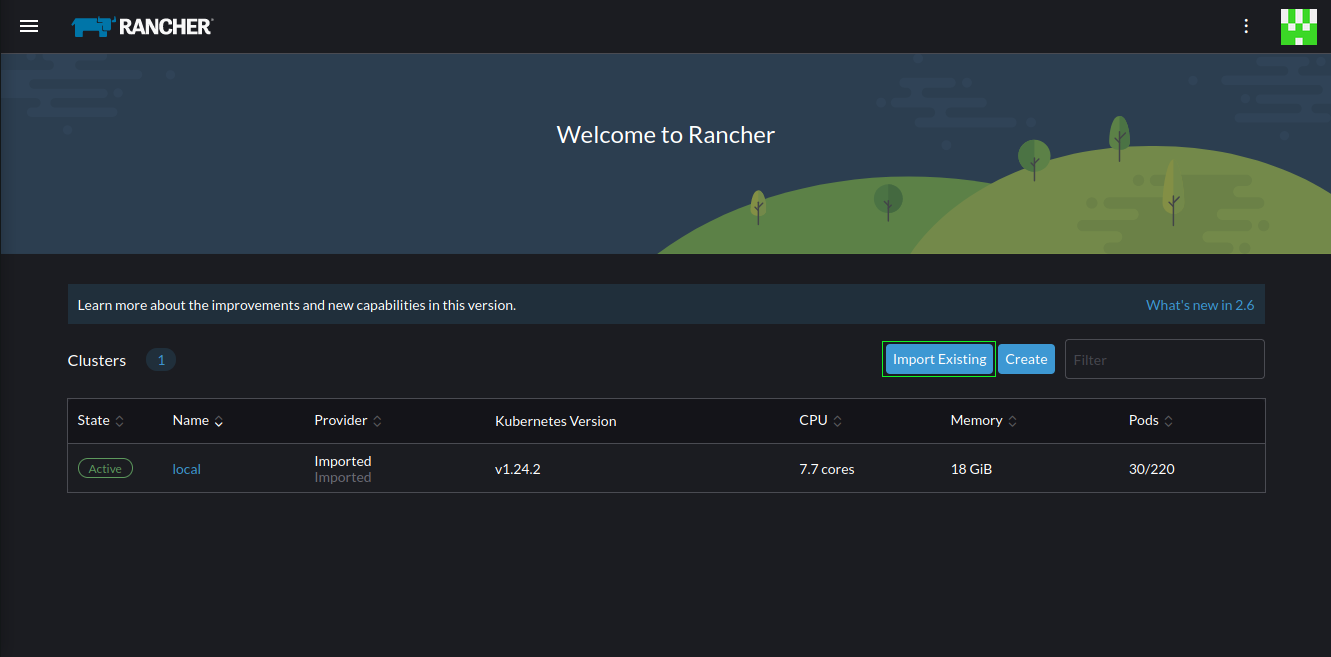 RANCHER
Welcome to Rancher
Learn more about the improvements and new capabilities in this version. What's new in 2.6
Clusters 1 Import Existing Create Filter
State Name Provider Kubernetes Version CPU Memory Pods
Active local Imported v1.24.2 7.7 cores 18 GiB 30/220
Imported